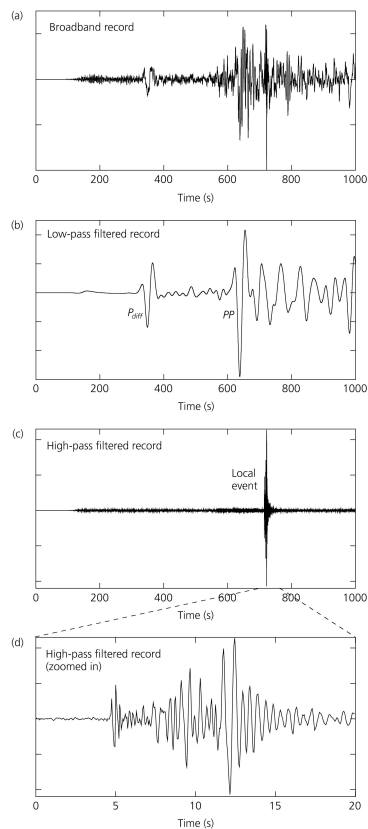 (a)
Broadband record
0 200 400 600 800 1000
Time (s)
(b)
Low-pass filtered record
P_diff PP
0 200 400 600 800 1000
Time (s)
(c)
High-pass filtered record
Local
event
0 200 400 600 800 1000
Time (s)
(d)
High-pass filtered record
(zoomed in)
0 5 10 15 20
Time (s)